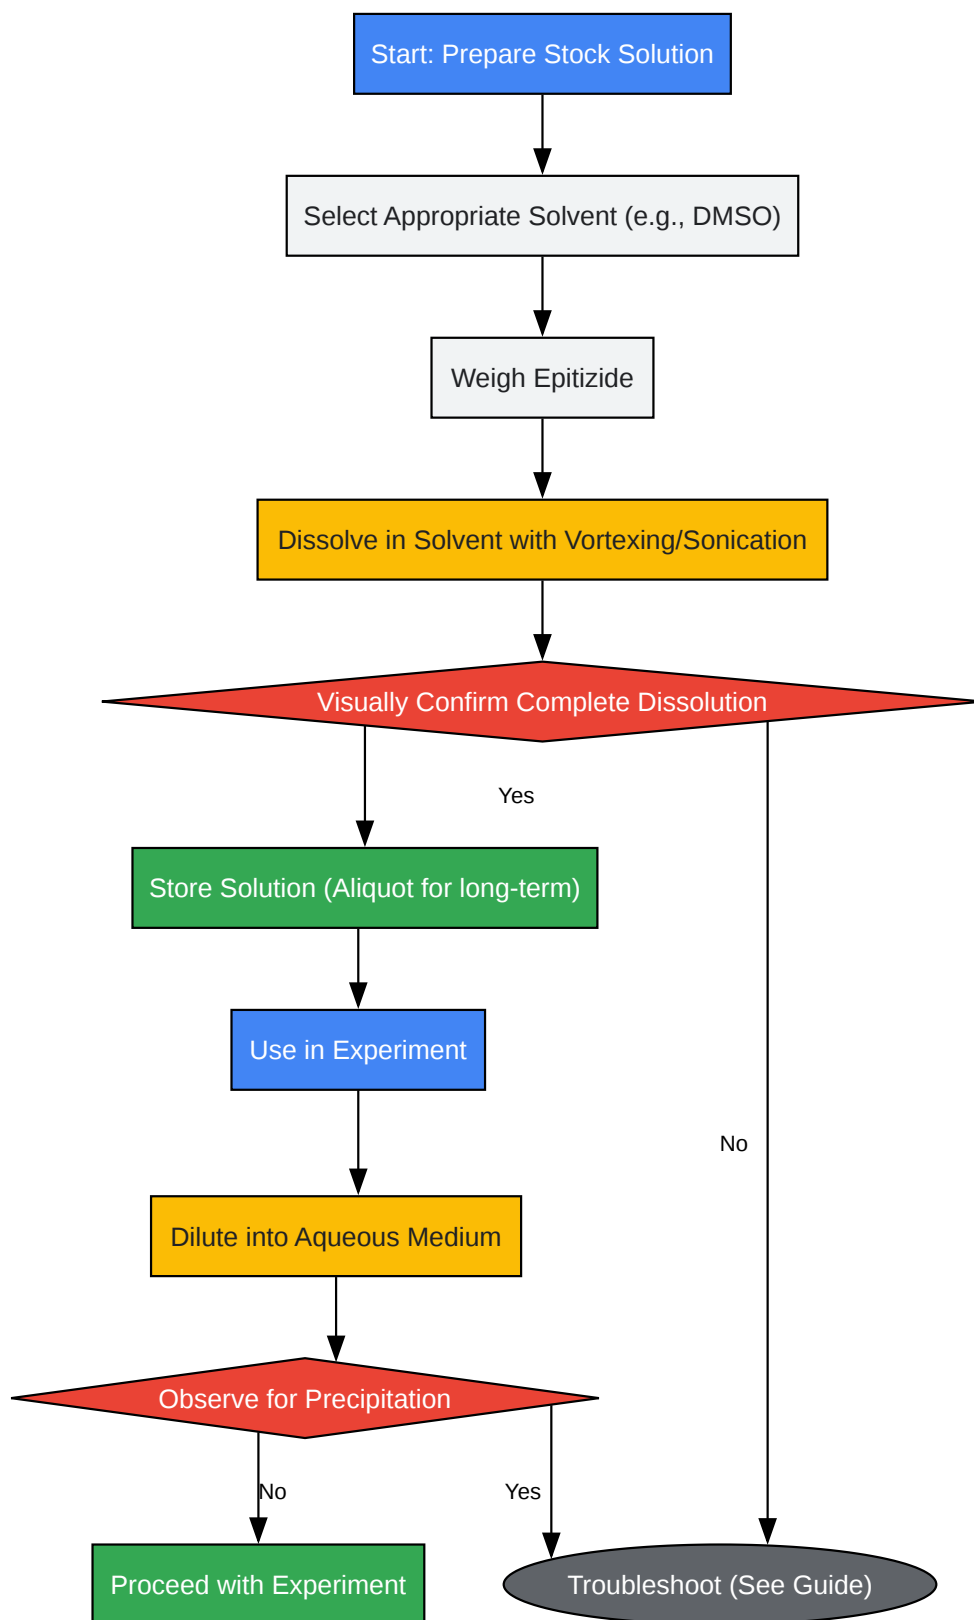 Start: Prepare Stock Solution
Select Appropriate Solvent (e.g., DMSO)
Weigh Epitizide
Dissolve in Solvent with Vortexing/Sonication
Visually Confirm Complete Dissolution
Yes
Store Solution (Aliquot for long-term)
Use in Experiment
No
Dilute into Aqueous Medium
Observe for Precipitation
No
Yes
Proceed with Experiment
Troubleshoot (See Guide)